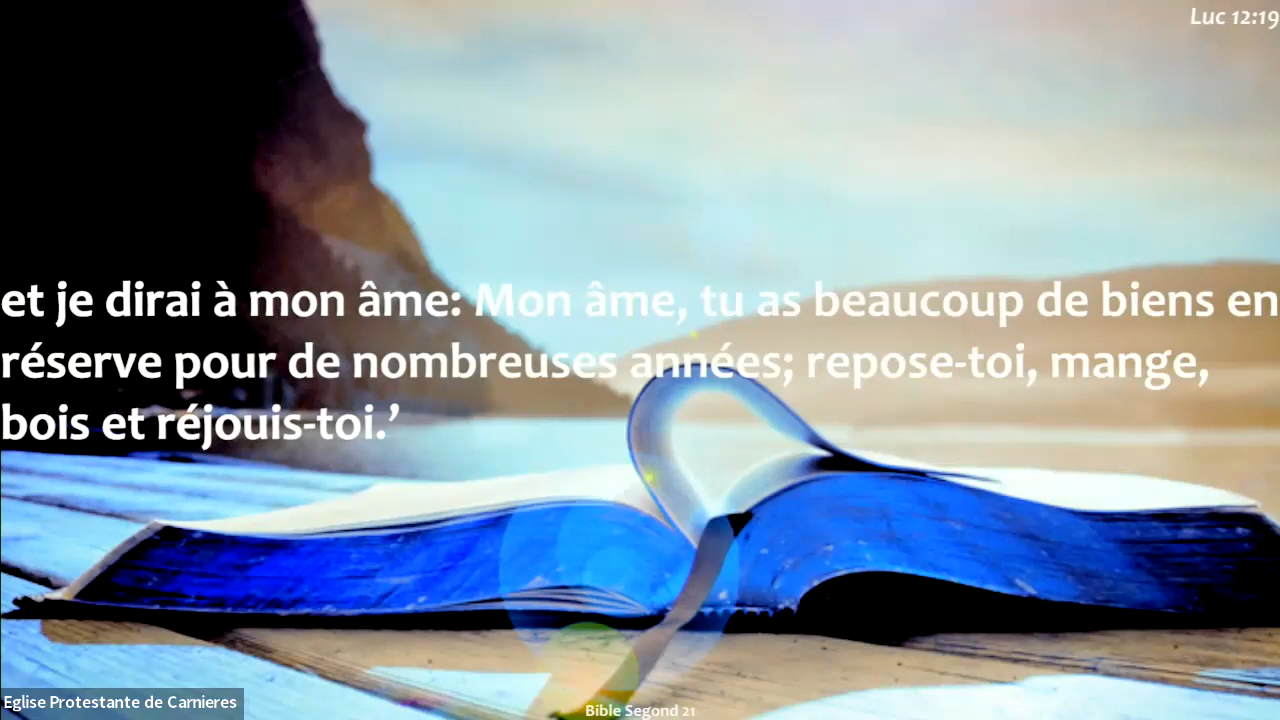 Luc 12:19
et je dirai à mon âme: Mon âme, tu as beaucoup de biens en
réserve pour de nombreuses années; repose-toi, mange,
bois et réjouis-toi.’
Eglise Protestante de Carnieres
Bible Segond 21